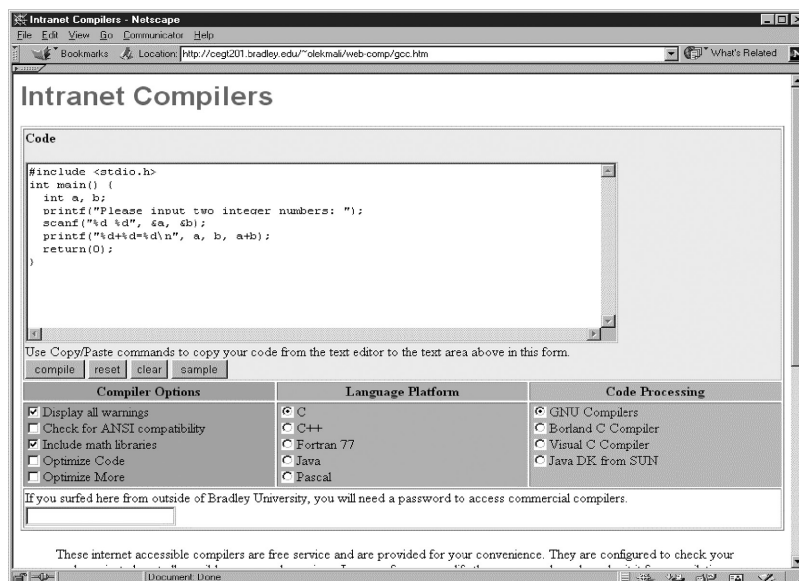 Intranet Compilers - Netscape
File Edit View Go Communicator Help
Bookmarks Location: http://cegt201.bradley.edu/~olekmali/web-comp/gcc.htm What's Related
Intranet Compilers
Code
#include <stdio.h>
int main() {
int a, b;
printf("Please input two integer numbers: ");
scanf("%d %d", &a, &b);
printf("%d+%d=%d\n", a, b, a+b);
return(0);
}
Use Copy/Paste commands to copy your code from the text editor to the text area above in this form.
compile reset clear sample
Compiler Options Language Platform Code Processing
Display all warnings C GNU Compilers
Check for ANSI compatibility C++ Borland C Compiler
Include math libraries Fortran 77 Visual C Compiler
Optimize Code Java Java DK from SUN
Optimize More Pascal
If you surfed here from outside of Bradley University, you will need a password to access commercial compilers.
These internet accessible compilers are free service and are provided for your convenience. They are configured to check your
Document: Done